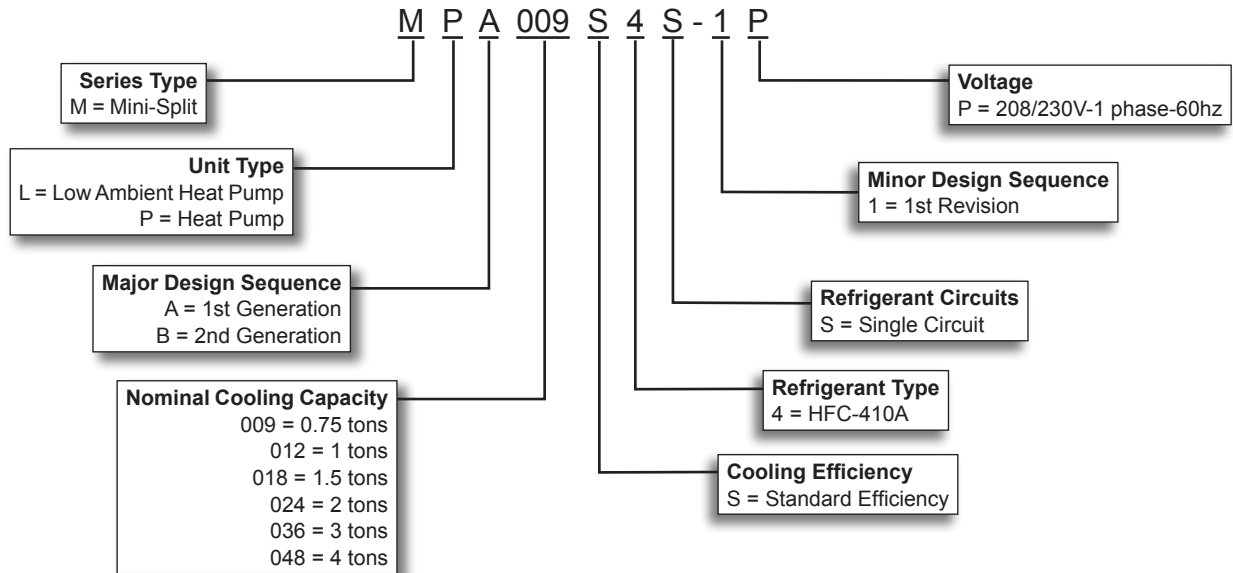 M P A 009 S 4 S - 1 P
Series Type
M = Mini-Split
Unit Type
L = Low Ambient Heat Pump
P = Heat Pump
Major Design Sequence
A = 1st Generation
B = 2nd Generation
Nominal Cooling Capacity
009 = 0.75 tons
012 = 1 tons
018 = 1.5 tons
024 = 2 tons
036 = 3 tons
048 = 4 tons
Voltage
P = 208/230V-1 phase-60hz
Minor Design Sequence
1 = 1st Revision
Refrigerant Circuits
S = Single Circuit
Refrigerant Type
4 = HFC-410A
Cooling Efficiency
S = Standard Efficiency